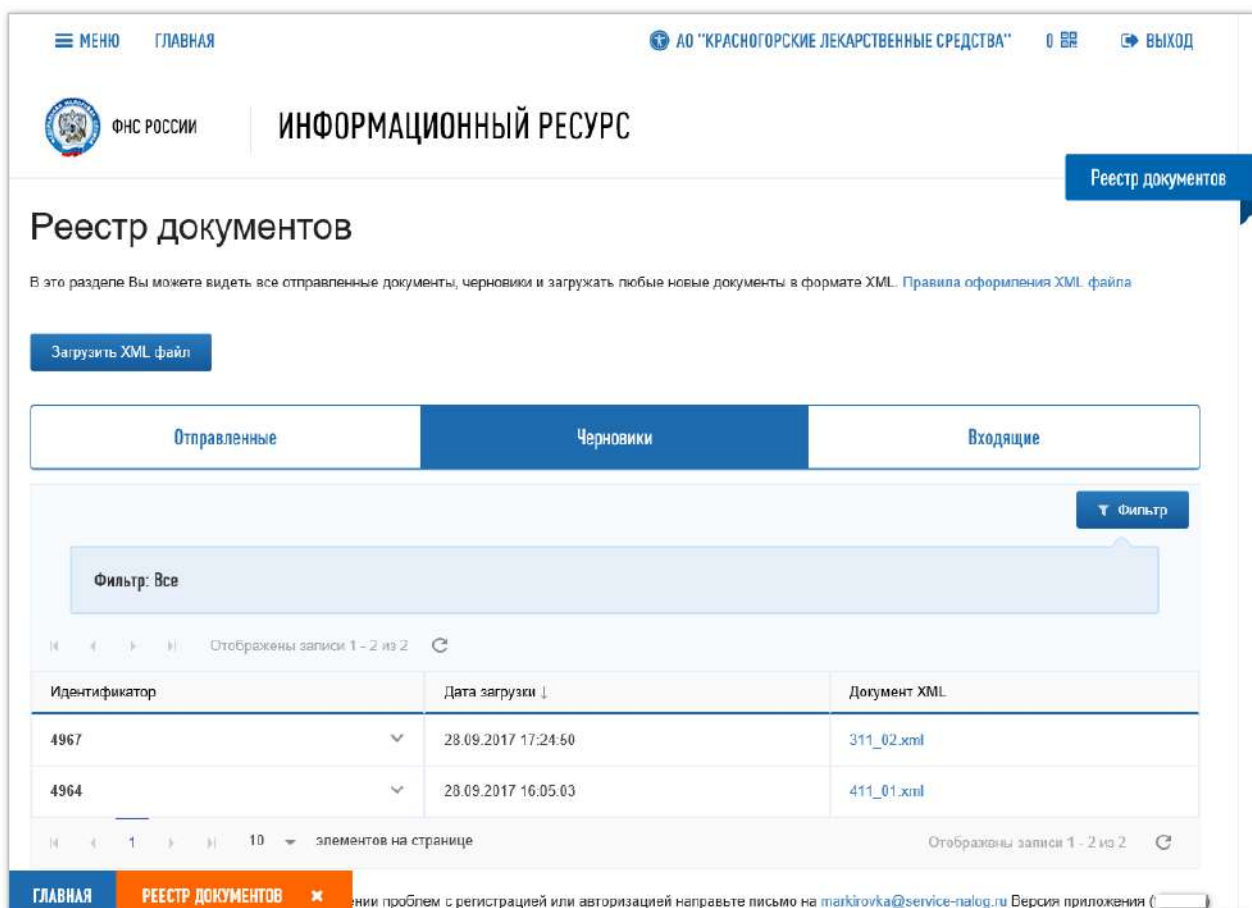 МЕНЮ ГЛАВНАЯ АО "КРАСНОГОРСКИЕ ЛЕКАРСТВЕННЫЕ СРЕДСТВА" 0 ВЫХОД
ФНС РОССИИ ИНФОРМАЦИОННЫЙ РЕСУРС
Реестр документов
Реестр документов
В это разделе Вы можете видеть все отправленные документы, черновики и загружать любые новые документы в формате XML. Правила оформления XML файла
Загрузить XML файл
Отправленные Черновики Входящие
Фильтр
Фильтр: Все
Отображены записи 1 - 2 из 2
Идентификатор Дата загрузки ↓ Документ XML
4967 28.09.2017 17:24:50 311_02.xml
4964 28.09.2017 16:05:03 411_01.xml
1 10 элементов на странице Отображены записи 1 - 2 из 2
ГЛАВНАЯ РЕЕСТР ДОКУМЕНТОВ × нии проблем с регистрацией или авторизацией направьте письмо на markirovka@service-nalog.ru Версия приложения (